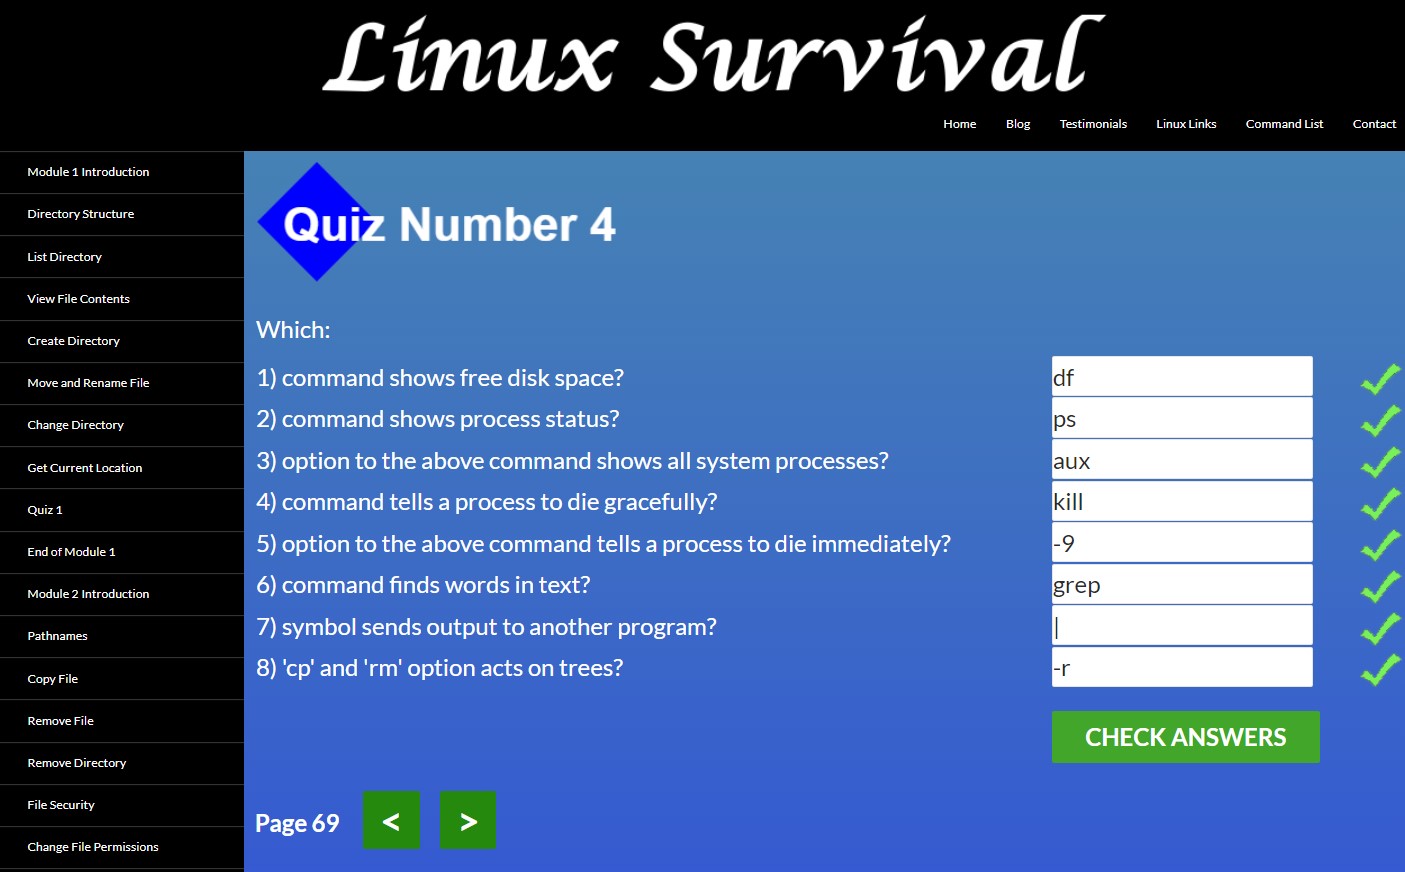 Linux Survival
Home Blog Testimonials Linux Links Command List Contact
Module 1 Introduction
Directory Structure
List Directory
View File Contents
Create Directory
Move and Rename File
Change Directory
Get Current Location
Quiz 1
End of Module 1
Module 2 Introduction
Pathnames
Copy File
Remove File
Remove Directory
File Security
Change File Permissions
Quiz Number 4
Which:
1) command shows free disk space? df
2) command shows process status? ps
3) option to the above command shows all system processes? aux
4) command tells a process to die gracefully? kill
5) option to the above command tells a process to die immediately? -9
6) command finds words in text? grep
7) symbol sends output to another program? |
8) 'cp' and 'rm' option acts on trees? -r
CHECK ANSWERS
Page 69 < >